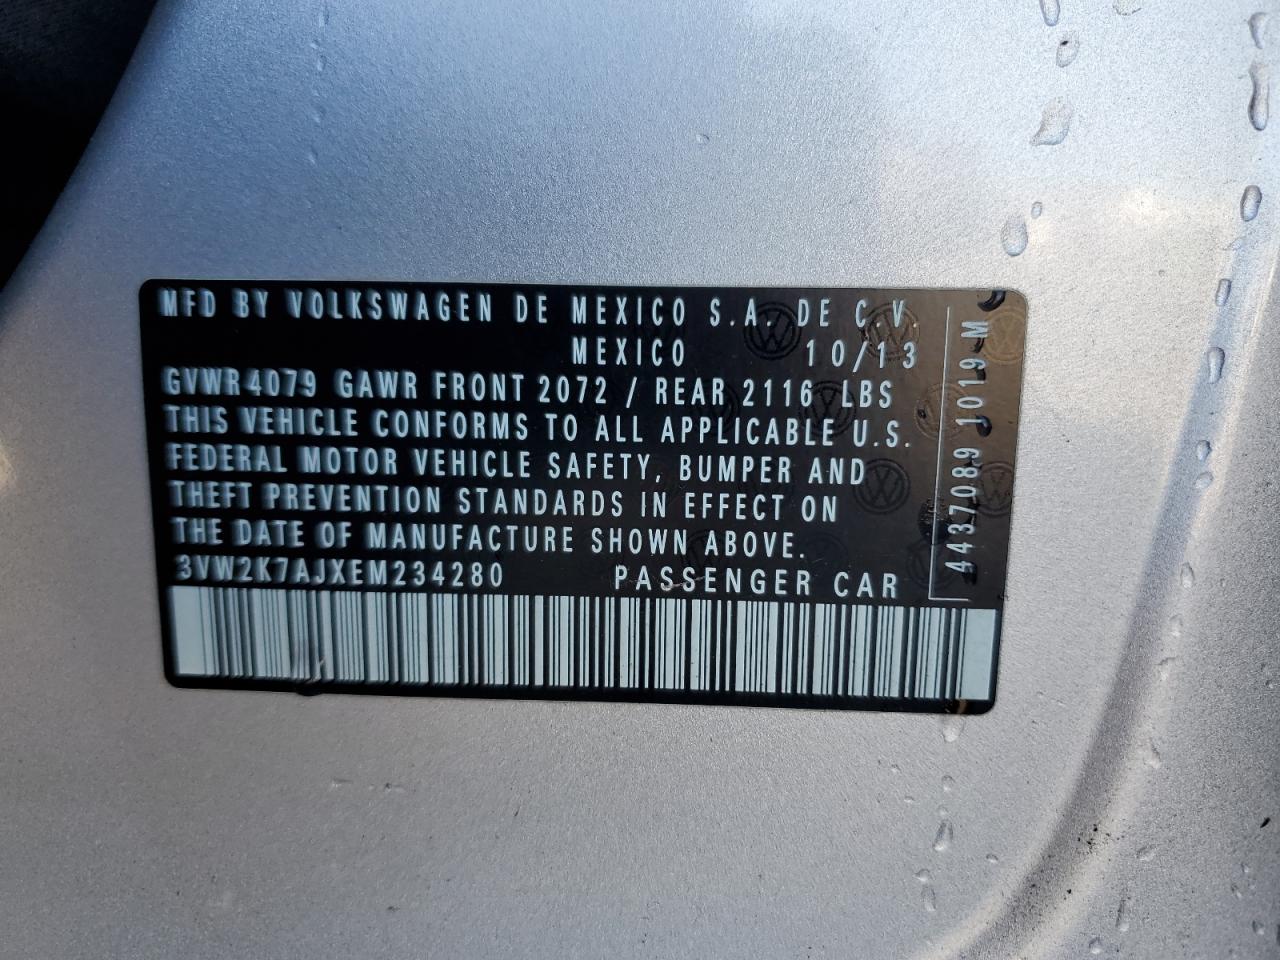 MFD BY VOLKSWAGEN DE MEXICO S.A. DE C.V.
MEXICO 10/13
GVWR 4079 GAWR FRONT 2072 / REAR 2116 LBS
THIS VEHICLE CONFORMS TO ALL APPLICABLE U.S.
FEDERAL MOTOR VEHICLE SAFETY, BUMPER AND
THEFT PREVENTION STANDARDS IN EFFECT ON
THE DATE OF MANUFACTURE SHOWN ABOVE.
3VW2K7AJXEM234280 PASSENGER CAR
4437089 1019 M